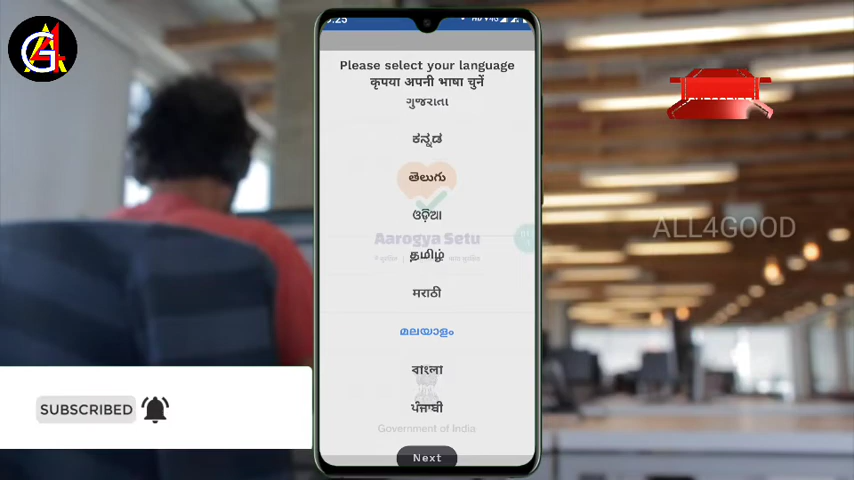 Please select your language
कृपया अपनी भाषा चुनें
ગુજરાતી
ಕನ್ನಡ
తెలుగు
ଓଡ଼ିଆ
Aarogya Setu
தமிழ்
मराठी
മലയാളം
বাংলা
ਪੰਜਾਬੀ
Government of India
Next
SUBSCRIBED
ALL4GOOD